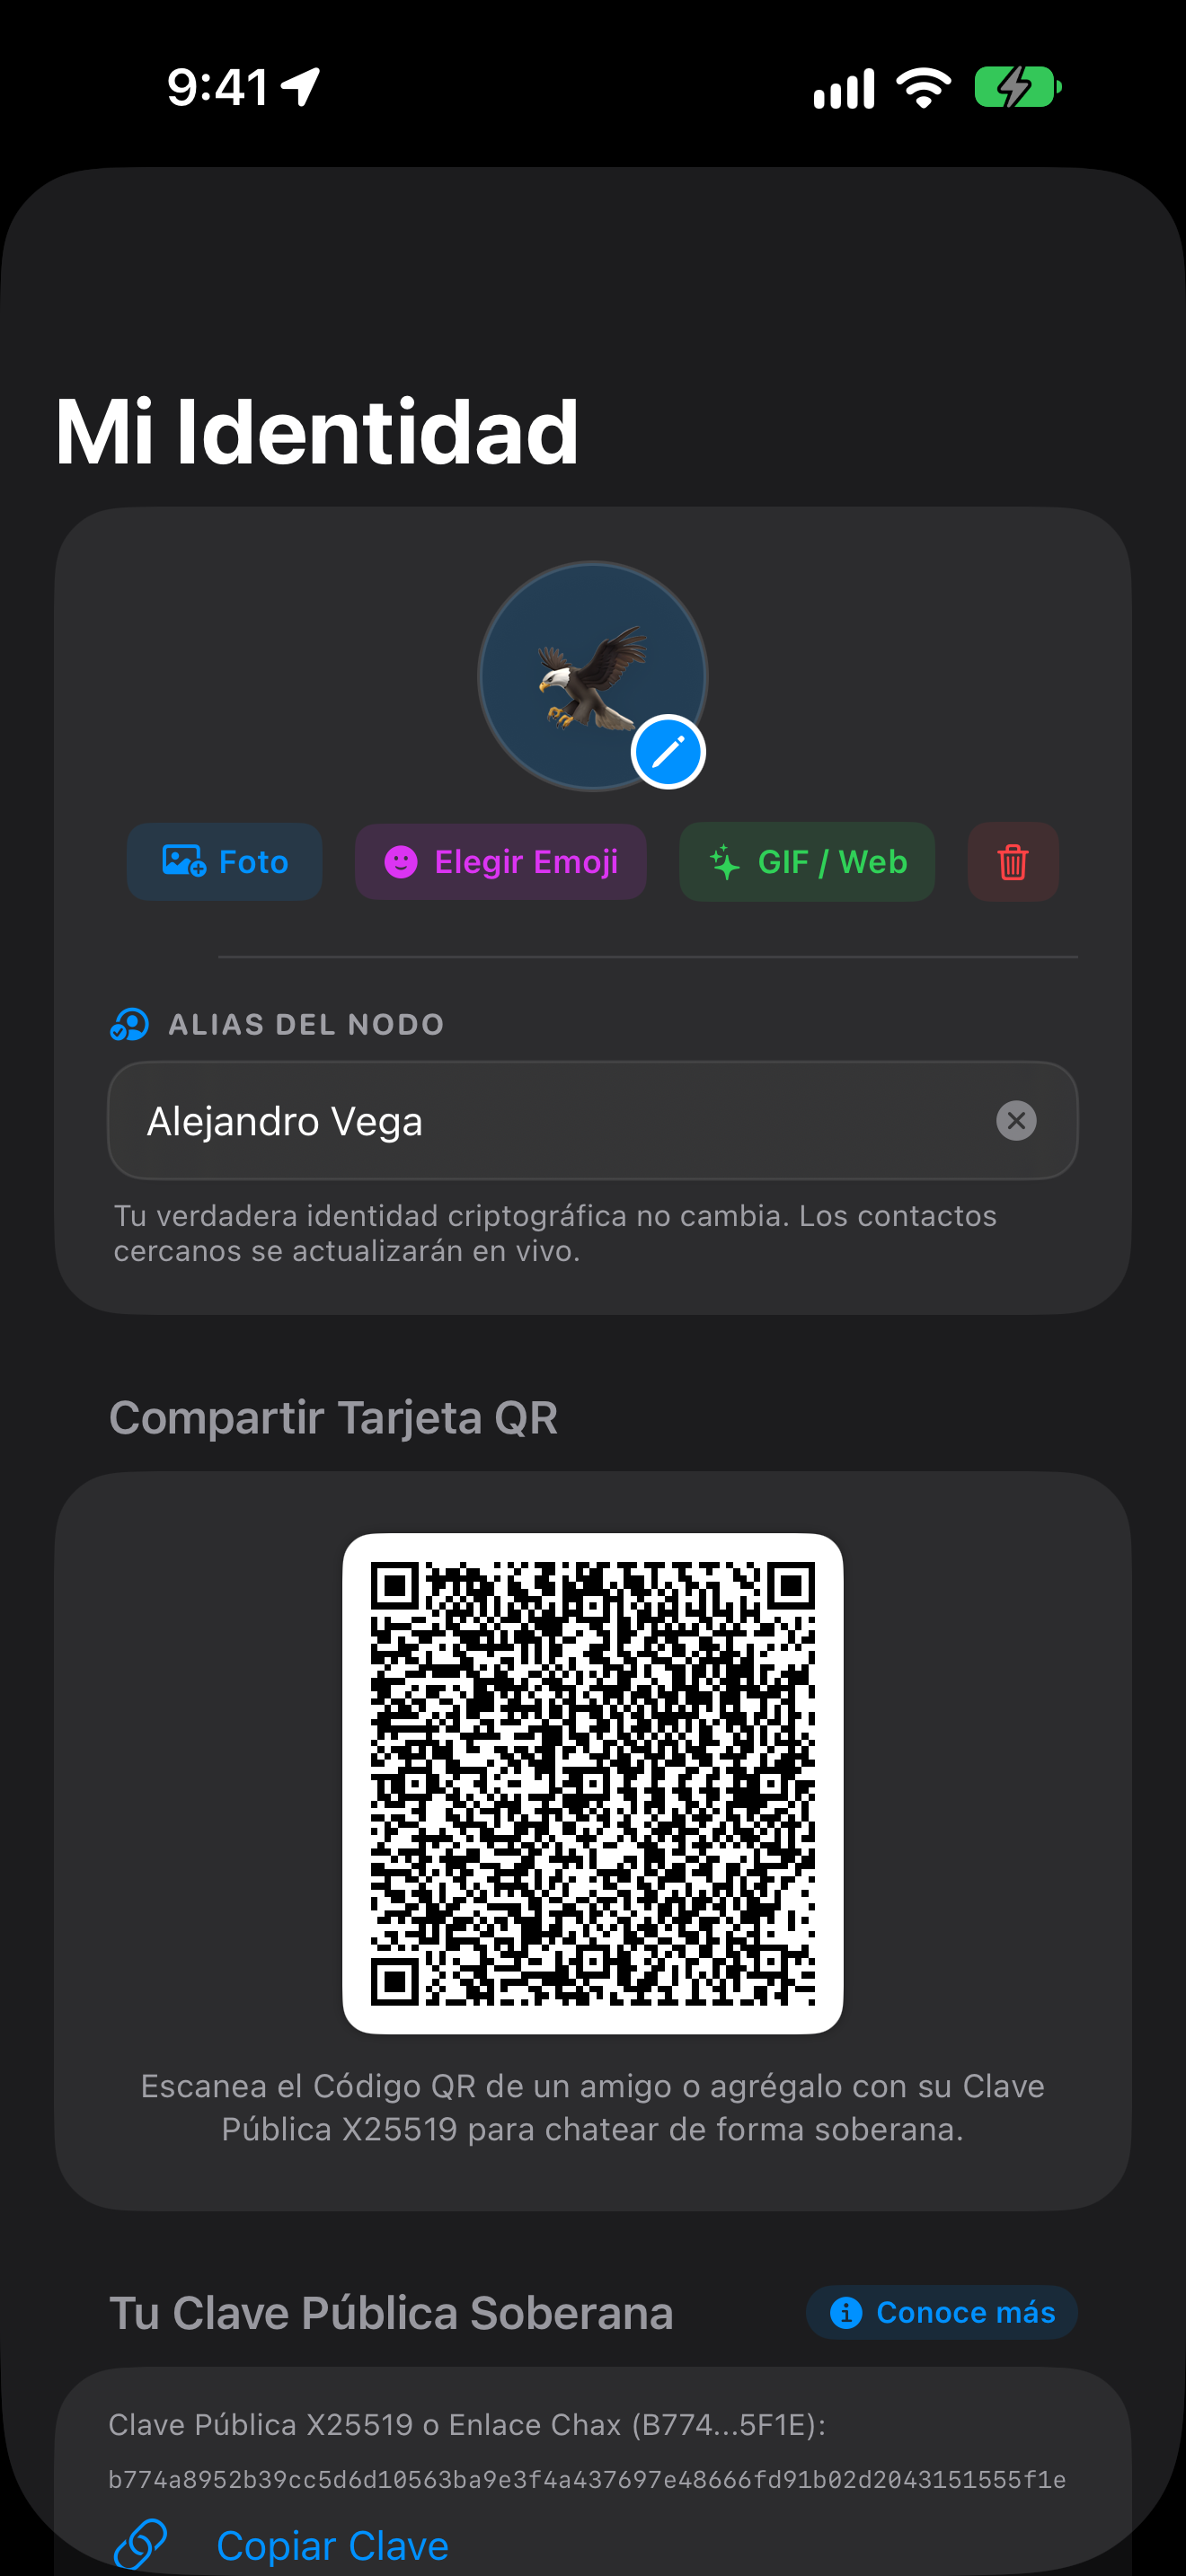 9:41
Mi Identidad
Foto
Elegir Emoji
GIF / Web
ALIAS DEL NODO
Alejandro Vega
Tu verdadera identidad criptográfica no cambia. Los contactos
cercanos se actualizarán en vivo.
Compartir Tarjeta QR
Escanea el Código QR de un amigo o agrégalo con su Clave
Pública X25519 para chatear de forma soberana.
Tu Clave Pública Soberana
Conoce más
Clave Pública X25519 o Enlace Chax (B774...5F1E):
b774a8952b39cc5d6d10563ba9e3f4a437697e48666fd91b02d2043151555f1e
Copiar Clave